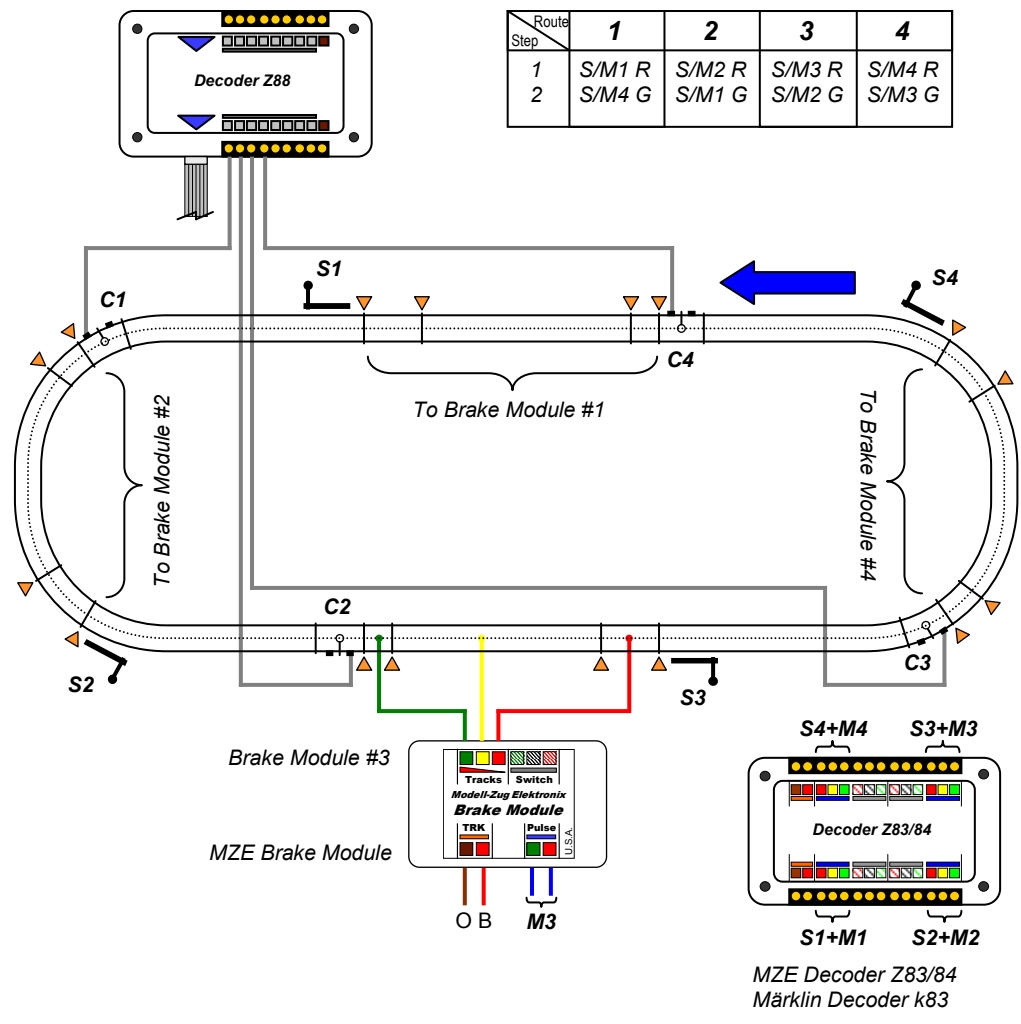 Decoder Z88
Route
Step
1 2 3 4
1 S/M1 R S/M2 R S/M3 R S/M4 R
2 S/M4 G S/M1 G S/M2 G S/M3 G
S1
S4
C1
C4
To Brake Module #1
To Brake Module #2
To Brake Module #4
C2
C3
S2
S3
Brake Module #3
Tracks Switch
Modell-Zug Elektronix
Brake Module
TRK Pulse
U.S.A.
MZE Brake Module
O B M3
S4+M4 S3+M3
Decoder Z83/84
S1+M1 S2+M2
MZE Decoder Z83/84
Märklin Decoder k83